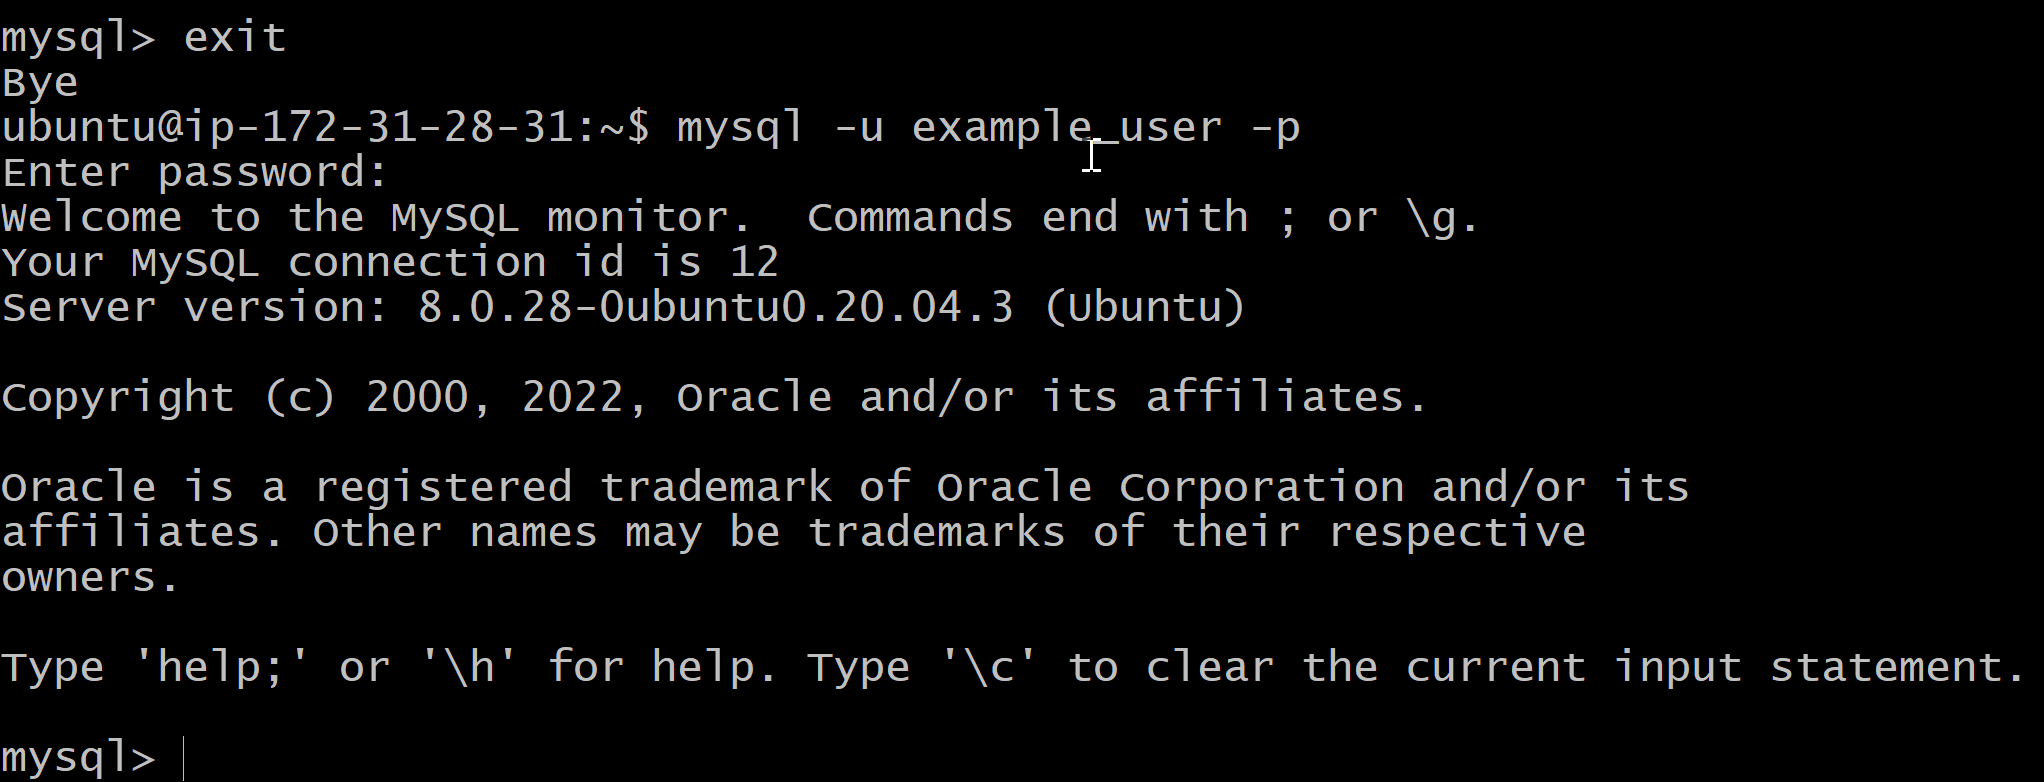 mysql> exit
Bye
ubuntu@ip-172-31-28-31:~$ mysql -u example_user -p
Enter password:
Welcome to the MySQL monitor.  Commands end with ; or \g.
Your MySQL connection id is 12
Server version: 8.0.28-0ubuntu0.20.04.3 (Ubuntu)

Copyright (c) 2000, 2022, Oracle and/or its affiliates.

Oracle is a registered trademark of Oracle Corporation and/or its
affiliates. Other names may be trademarks of their respective
owners.

Type 'help;' or '\h' for help. Type '\c' to clear the current input statement.

mysql>